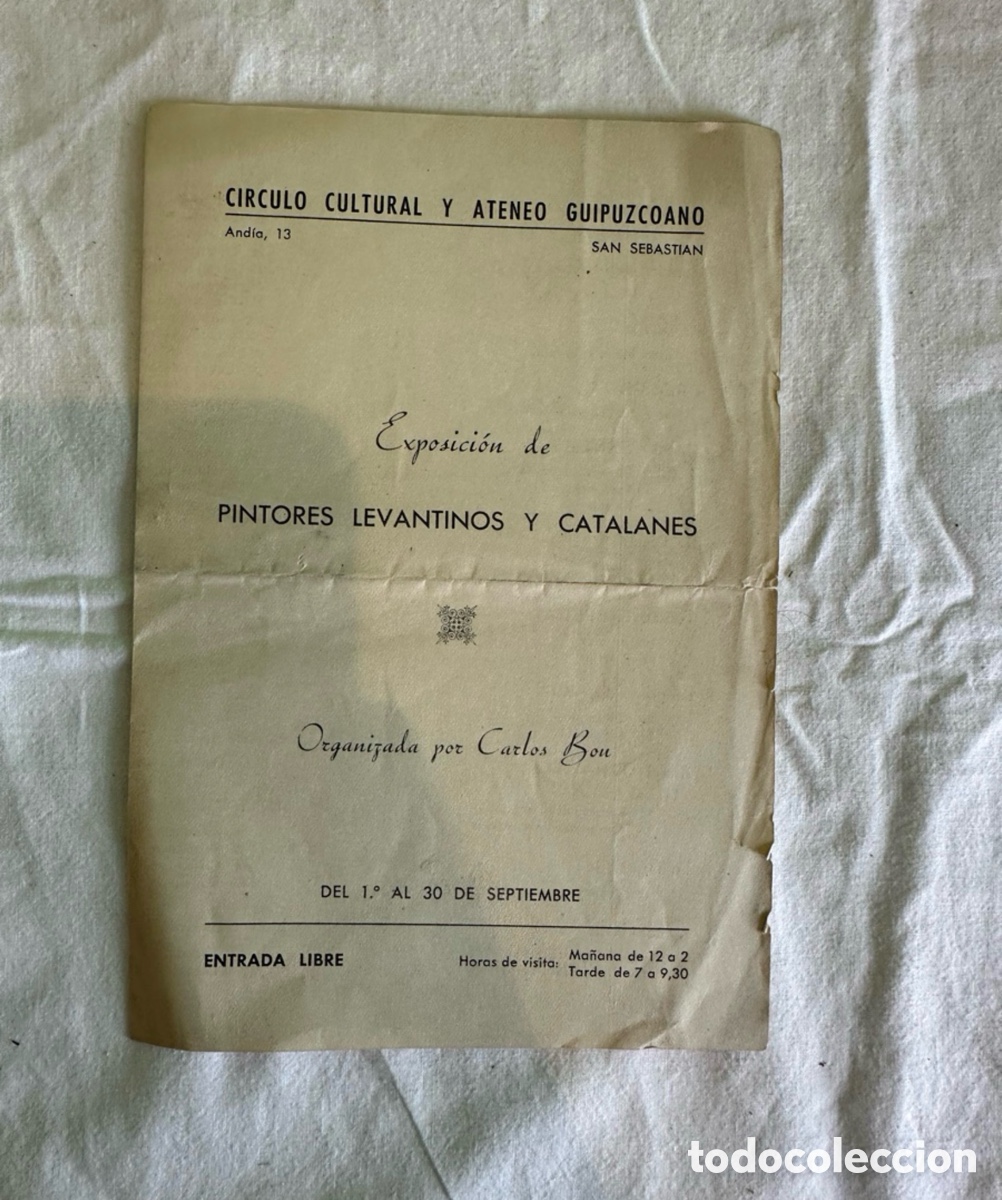 CIRCULO CULTURAL Y ATENEO GUIPUZCOANO
Andía, 13
SAN SEBASTIAN
Exposición de
PINTORES LEVANTINOS Y CATALANES
Organizada por Carlos Bou
DEL 1.º AL 30 DE SEPTIEMBRE
ENTRADA LIBRE
Horas de visita: Mañana de 12 a 2
Tarde de 7 a 9,30
todocoleccion